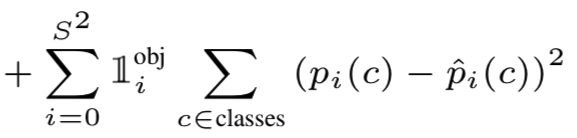 + \sum_{i=0}^{S^2} \mathbb{1}_i^{\text{obj}} \sum_{c \in \text{classes}} (p_i(c) - \hat{p}_i(c))^2